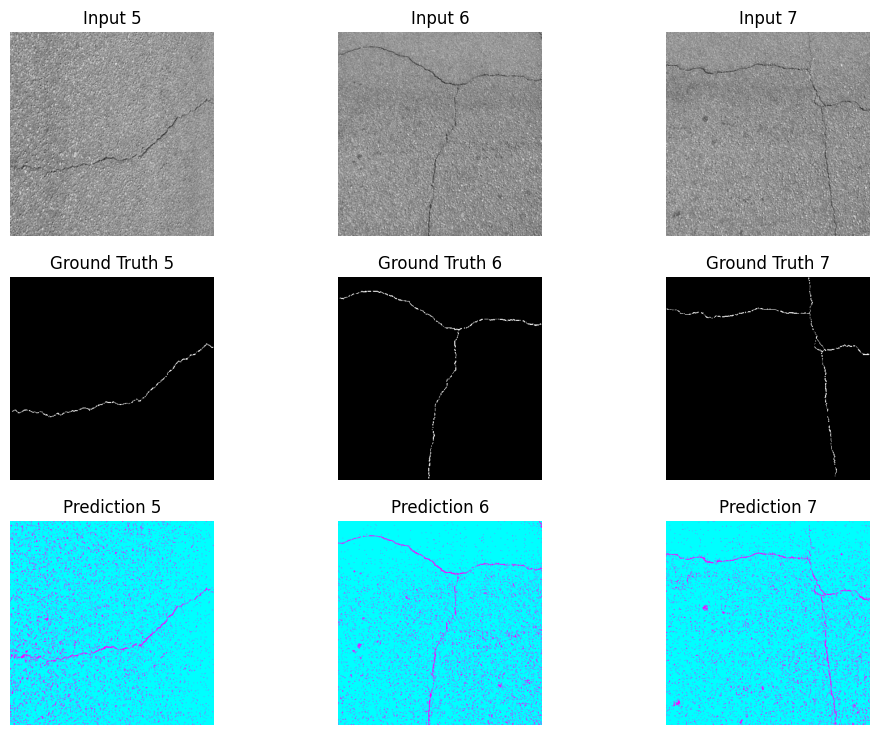 Input 5
Input 6
Input 7
Ground Truth 5
Ground Truth 6
Ground Truth 7
Prediction 5
Prediction 6
Prediction 7